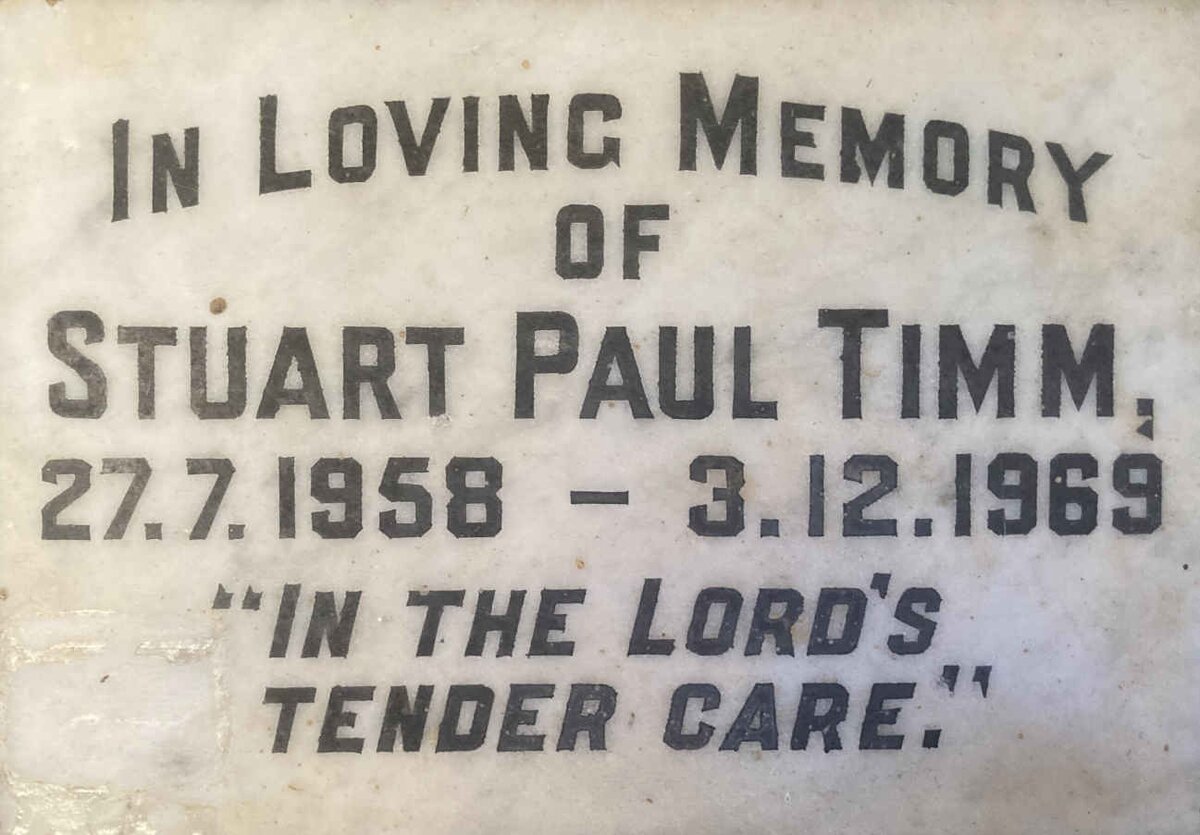 IN LOVING MEMORY
OF
STUART PAUL TIMM,
27.7.1958 – 3.12.1969
“IN THE LORD'S
TENDER CARE.”